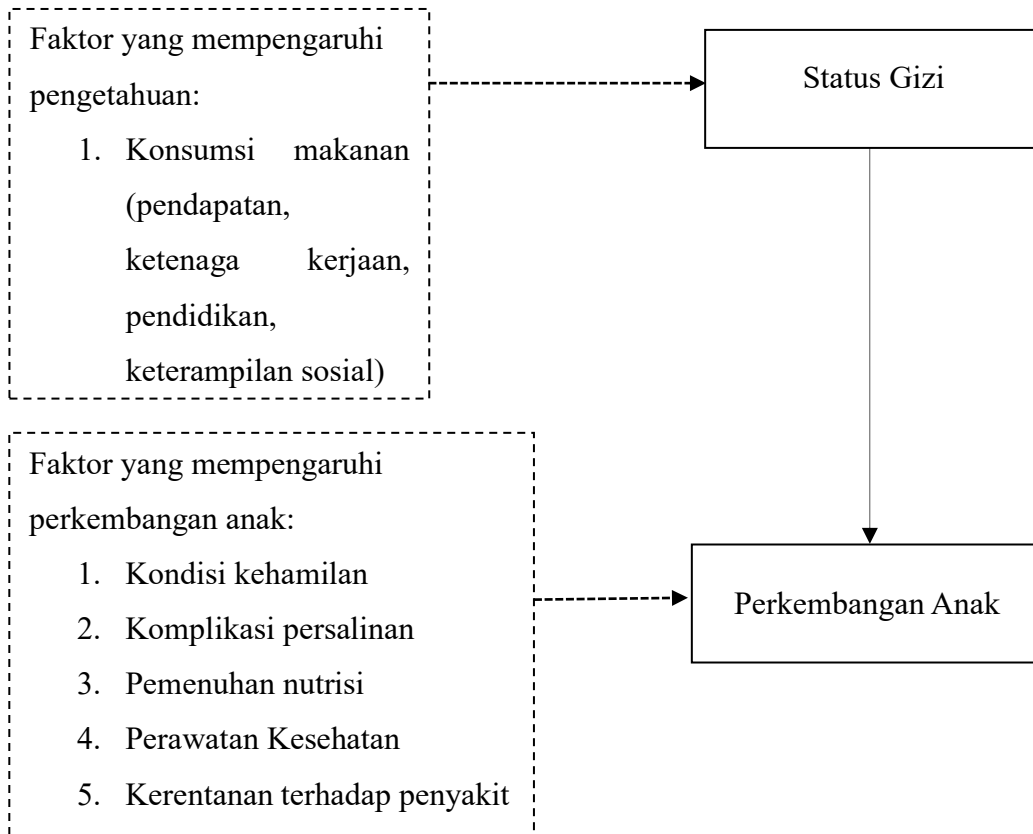 Faktor yang mempengaruhi
pengetahuan:
1. Konsumsi makanan
(pendapatan,
ketenaga kerjaan,
pendidikan,
keterampilan sosial)
Status Gizi
Faktor yang mempengaruhi
perkembangan anak:
1. Kondisi kehamilan
2. Komplikasi persalinan
3. Pemenuhan nutrisi
4. Perawatan Kesehatan
5. Kerentanan terhadap penyakit
Perkembangan Anak